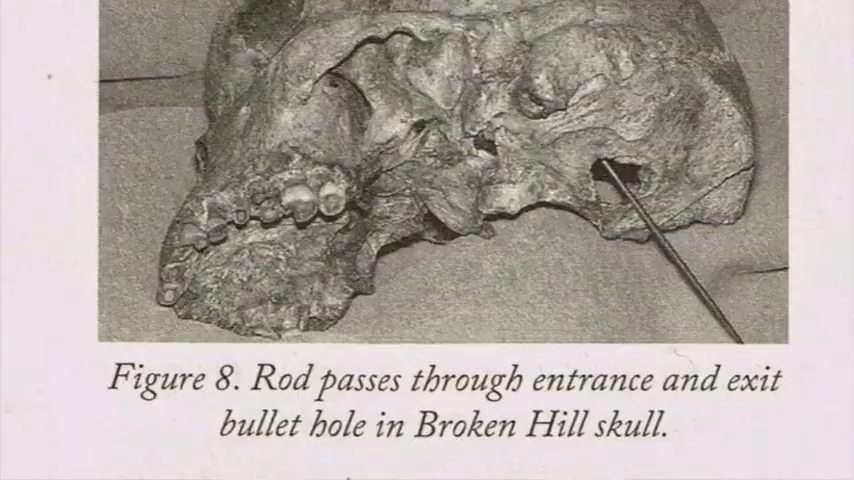 Figure 8. Rod passes through entrance and exit
bullet hole in Broken Hill skull.